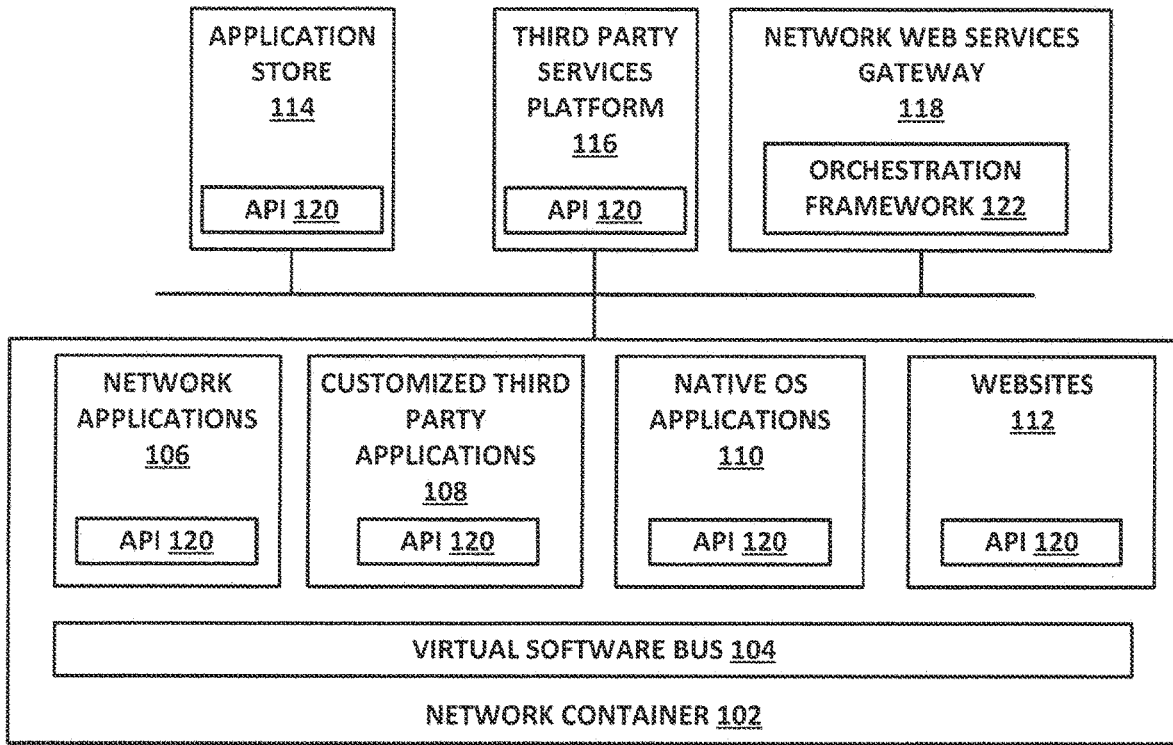 APPLICATION
STORE
114
API 120
THIRD PARTY
SERVICES
PLATFORM
116
API 120
NETWORK WEB SERVICES
GATEWAY
118
ORCHESTRATION
FRAMEWORK 122
NETWORK
APPLICATIONS
106
API 120
CUSTOMIZED THIRD
PARTY
APPLICATIONS
108
API 120
NATIVE OS
APPLICATIONS
110
API 120
WEBSITES
112
API 120
VIRTUAL SOFTWARE BUS 104
NETWORK CONTAINER 102